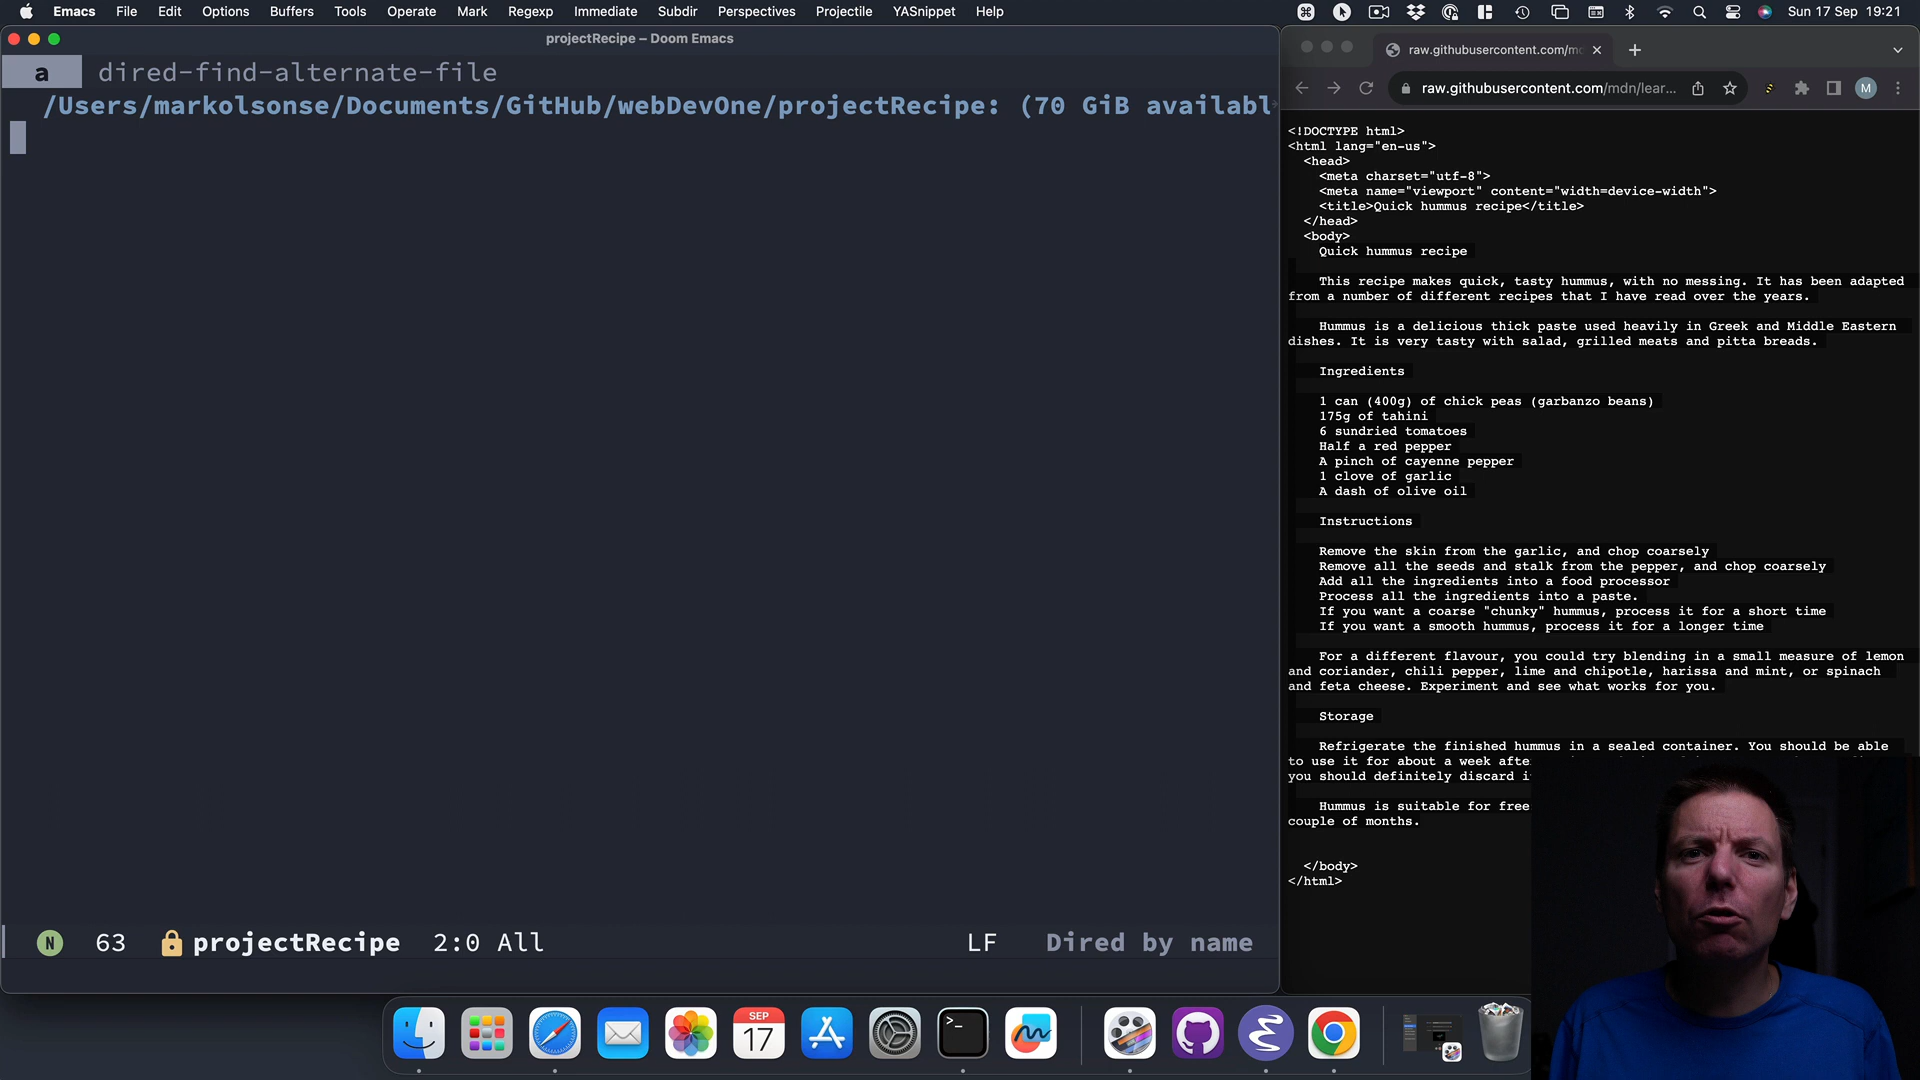 Emacs File Edit Options Buffers Tools Operate Mark Regexp Immediate Subdir Perspectives Projectile YASnippet Help
Sun 17 Sep 19:21
projectRecipe – Doom Emacs
a dired-find-alternate-file
/Users/markolsonse/Documents/GitHub/webDevOne/projectRecipe: (70 GiB availabl
N 63 projectRecipe 2:0 All LF Dired by name
raw.githubusercontent.com/m
raw.githubusercontent.com/mdn/lear...
M
<!DOCTYPE html>
<html lang="en-us">
<head>
<meta charset="utf-8">
<meta name="viewport" content="width=device-width">
<title>Quick hummus recipe</title>
</head>
<body>
Quick hummus recipe
This recipe makes quick, tasty hummus, with no messing. It has been adapted
from a number of different recipes that I have read over the years.
Hummus is a delicious thick paste used heavily in Greek and Middle Eastern
dishes. It is very tasty with salad, grilled meats and pitta breads.
Ingredients
1 can (400g) of chick peas (garbanzo beans)
175g of tahini
6 sundried tomatoes
Half a red pepper
A pinch of cayenne pepper
1 clove of garlic
A dash of olive oil
Instructions
Remove the skin from the garlic, and chop coarsely
Remove all the seeds and stalk from the pepper, and chop coarsely
Add all the ingredients into a food processor
Process all the ingredients into a paste.
If you want a coarse "chunky" hummus, process it for a short time
If you want a smooth hummus, process it for a longer time
For a different flavour, you could try blending in a small measure of lemon
and coriander, chili pepper, lime and chipotle, harissa and mint, or spinach
and feta cheese. Experiment and see what works for you.
Storage
Refrigerate the finished hummus in a sealed container. You should be able
to use it for about a week afte
you should definitely discard i
Hummus is suitable for free
couple of months.
</body>
</html>
SEP
17